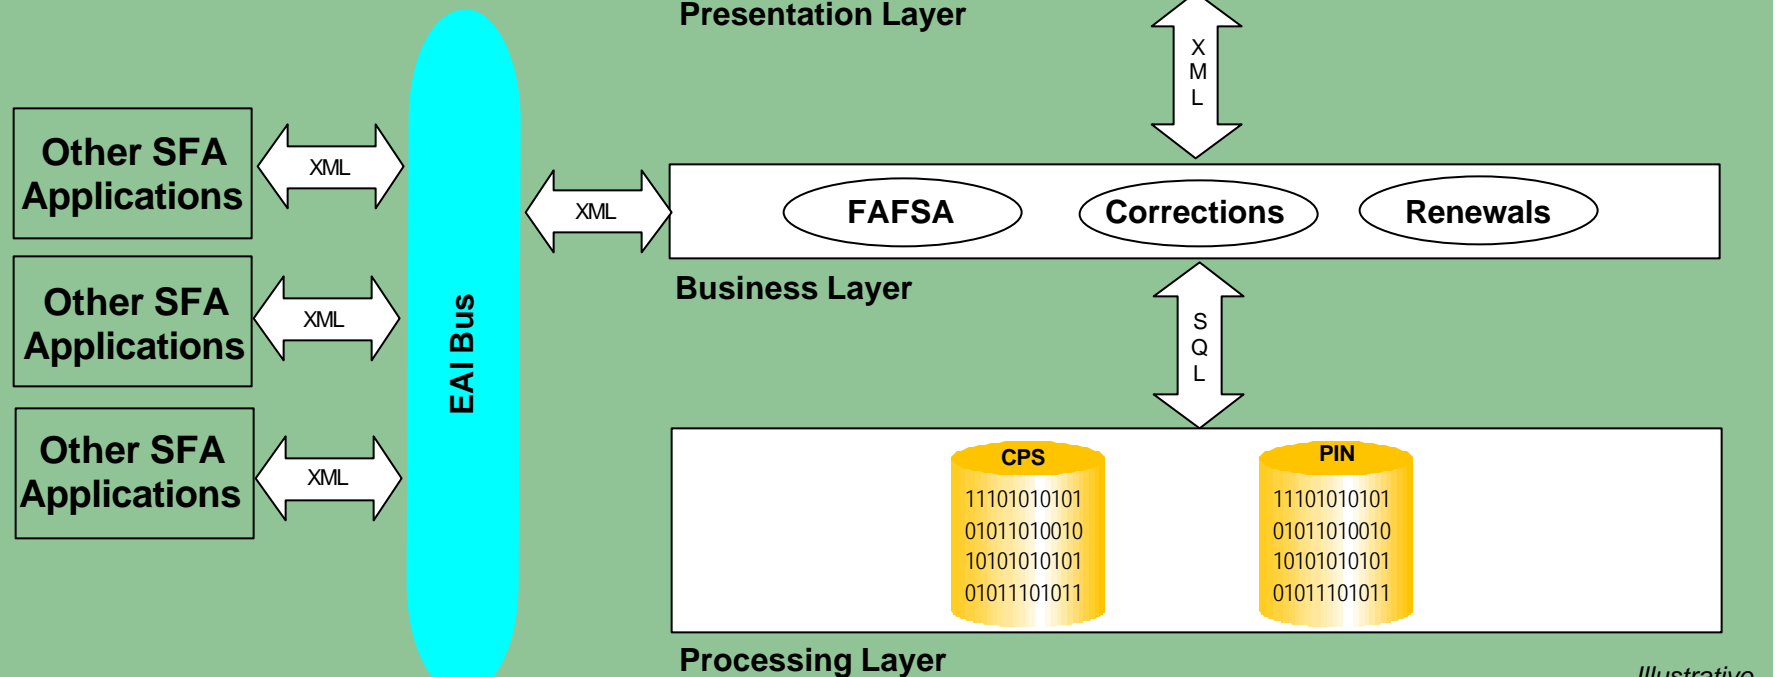 Presentation Layer
X
M
L
Other SFA
Applications
XML
XML
FAFSA
Corrections
Renewals
Business Layer
Other SFA
Applications
XML
EAI Bus
S
Q
L
Other SFA
Applications
XML
CPS
11101010101
01011010010
10101010101
01011101011
PIN
11101010101
01011010010
10101010101
01011101011
Processing Layer
Illustrative